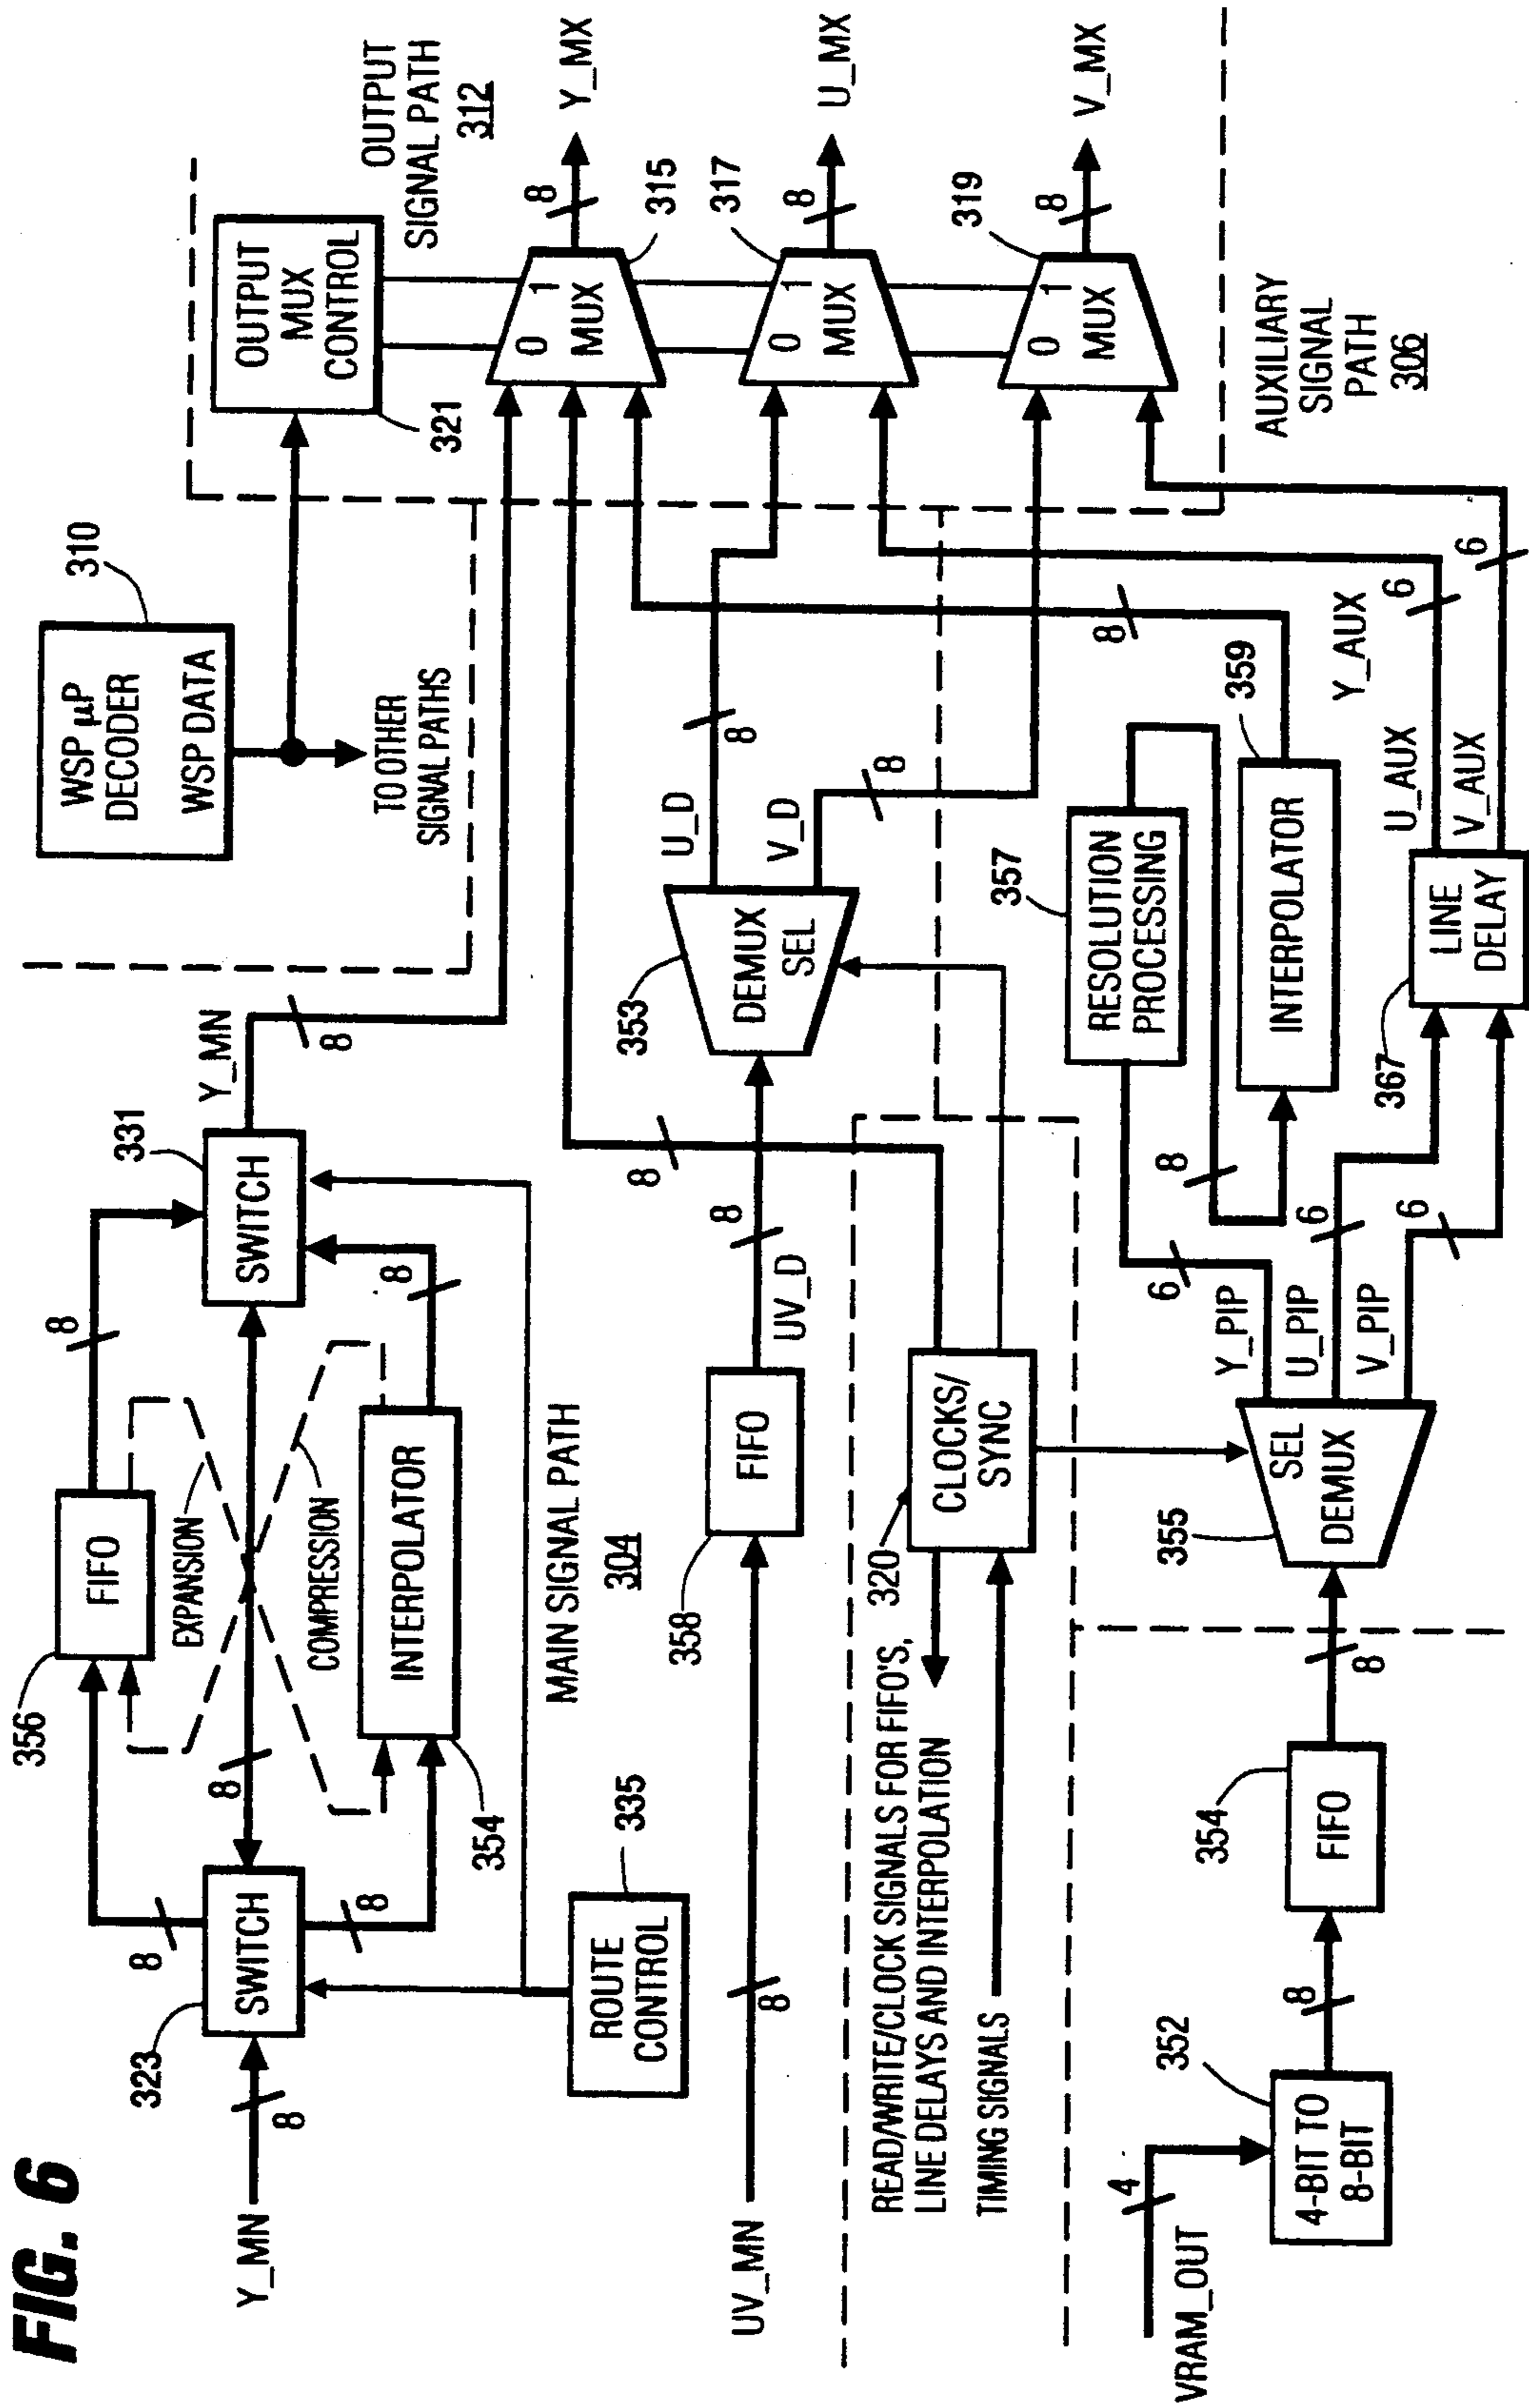 FIG. 6
WSP µP
DECODER
WSP DATA
310
TO OTHER
SIGNAL PATHS
OUTPUT
MUX
CONTROL
321
OUTPUT
SIGNAL PATH
312
Y_MN
8
323
SWITCH
8
8
8
356
FIFO
8
EXPANSION
COMPRESSION
INTERPOLATOR
354
8
331
SWITCH
Y_MN
8
ROUTE
CONTROL
335
MAIN SIGNAL PATH
304
0
1
MUX
315
8
Y_MX
0
1
MUX
317
8
U_MX
0
1
MUX
319
8
V_MX
UV_MN
8
358
FIFO
UV_D
8
353
DEMUX
SEL
U_D
8
V_D
8
8
READ/WRITE/CLOCK SIGNALS FOR FIFO'S,
LINE DELAYS AND INTERPOLATION
TIMING SIGNALS
320
CLOCKS/
SYNC
AUXILIARY
SIGNAL
PATH
306
VRAM_OUT
4
352
4-BIT TO
8-BIT
8
354
FIFO
8
355
SEL
DEMUX
Y_PIP
6
U_PIP
6
V_PIP
6
357
RESOLUTION
PROCESSING
8
359
INTERPOLATOR
8
Y_AUX
367
LINE
DELAY
U_AUX
6
V_AUX
6